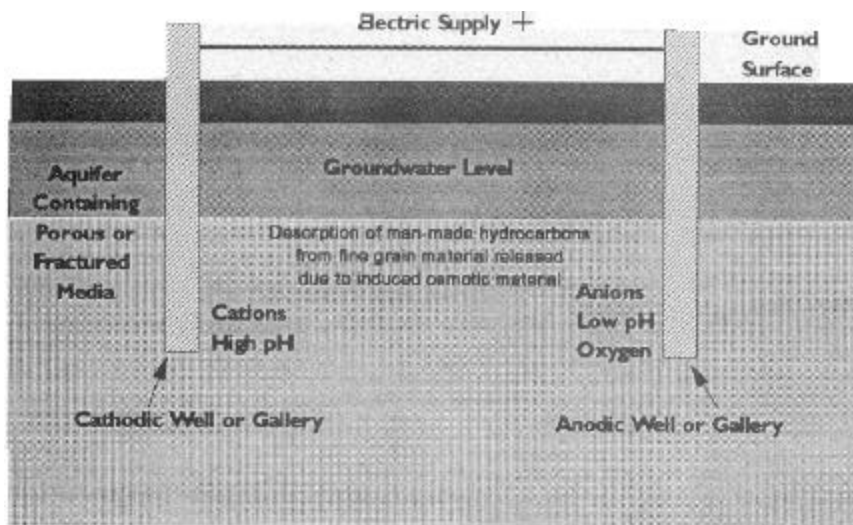 Electric Supply +
Ground
Surface
Groundwater Level
Aquifer
Containing
Porous or
Fractured
Media
Desorption of man-made hydrocarbons
from fine grain material released
due to induced osmotic material
Cations
High pH
Anions
Low pH
Oxygen
Cathodic Well or Gallery
Anodic Well or Gallery